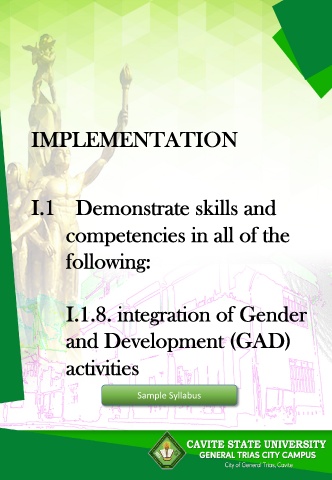 IMPLEMENTATION
I.1 Demonstrate skills and
competencies in all of the
following:
I.1.8. integration of Gender
and Development (GAD)
activities
Sample Syllabus
CAVITE STATE UNIVERSITY
GENERAL TRIAS CITY CAMPUS
City of General Trias, Cavite